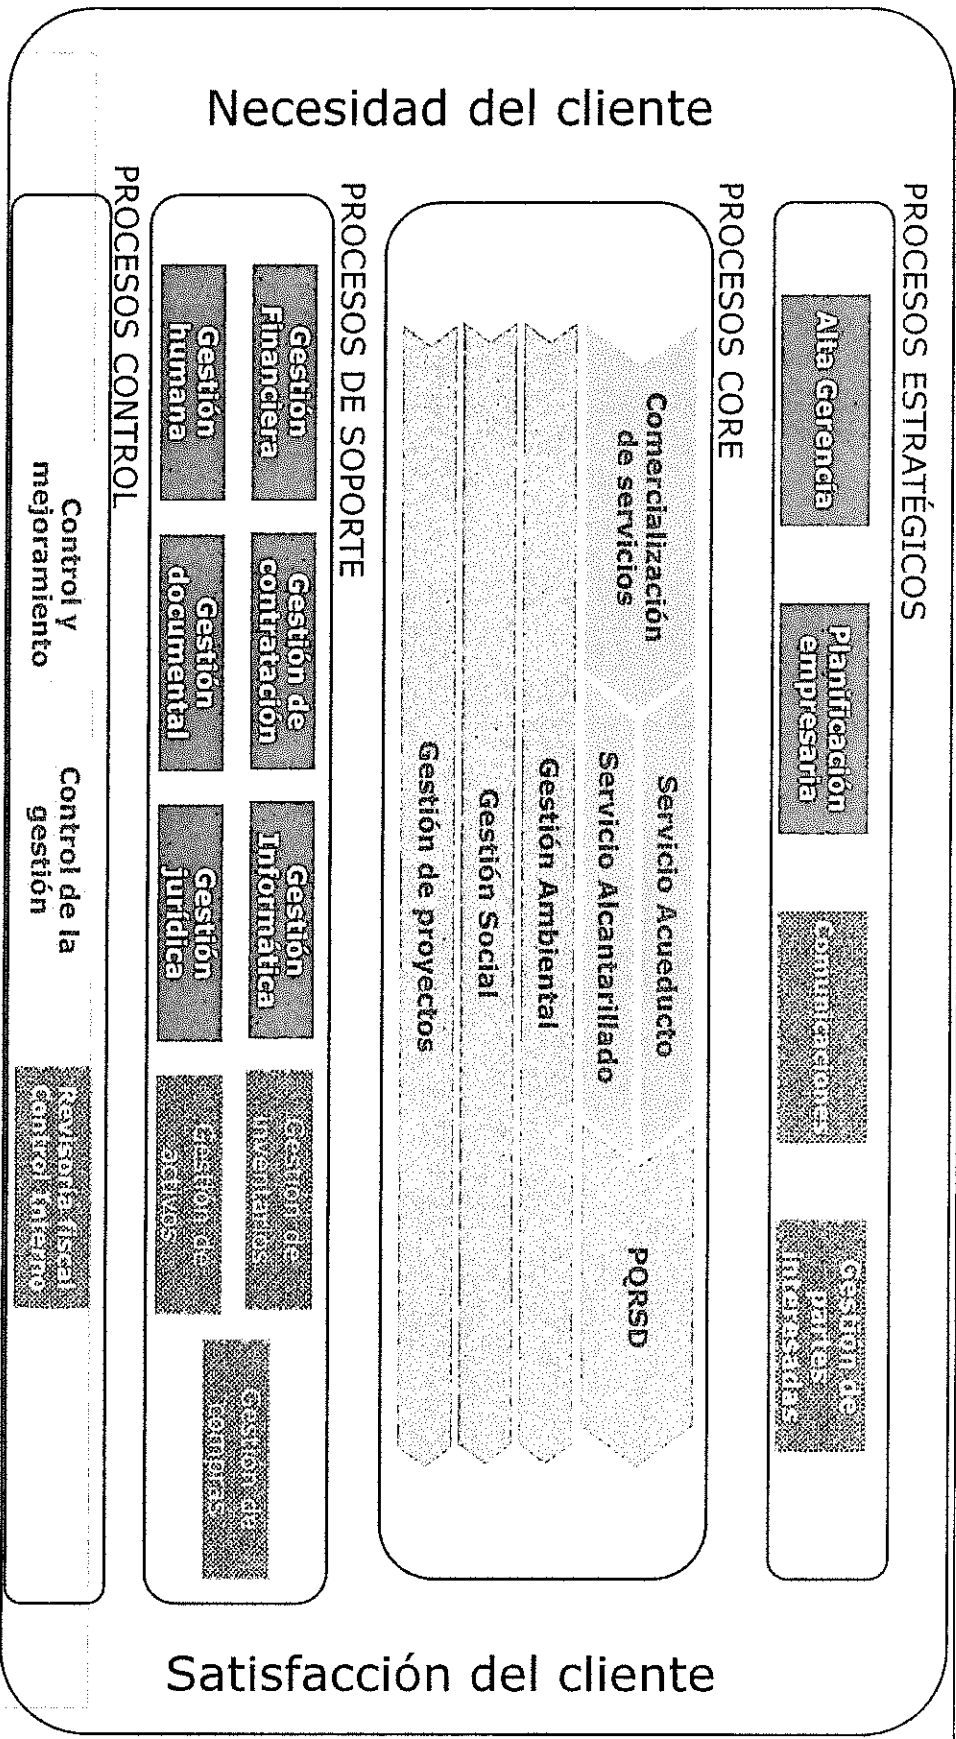 Necesidad del cliente
PROCESOS ESTRATÉGICOS
Alta Gerencia
Planificación
empresaria
Comunicaciones
Gestión de
partes
interesadas
PROCESOS CORE
Comercialización
de servicios
Servicio Acueducto
Servicio Alcantarillado
PQRSD
Gestión Ambiental
Gestión Social
Gestión de proyectos
PROCESOS DE SOPORTE
Gestión
Financiera
Gestión de
contratación
Gestión
Informatica
Gestión de
inventarios
Gestión
humana
Gestión
documental
Gestión
jurídica
Gestión de
activos
Gestión de
compras
PROCESOS CONTROL
Control y
mejoramiento
Control de la
gestión
Revisoria fiscal
Control interno
Satisfacción del cliente